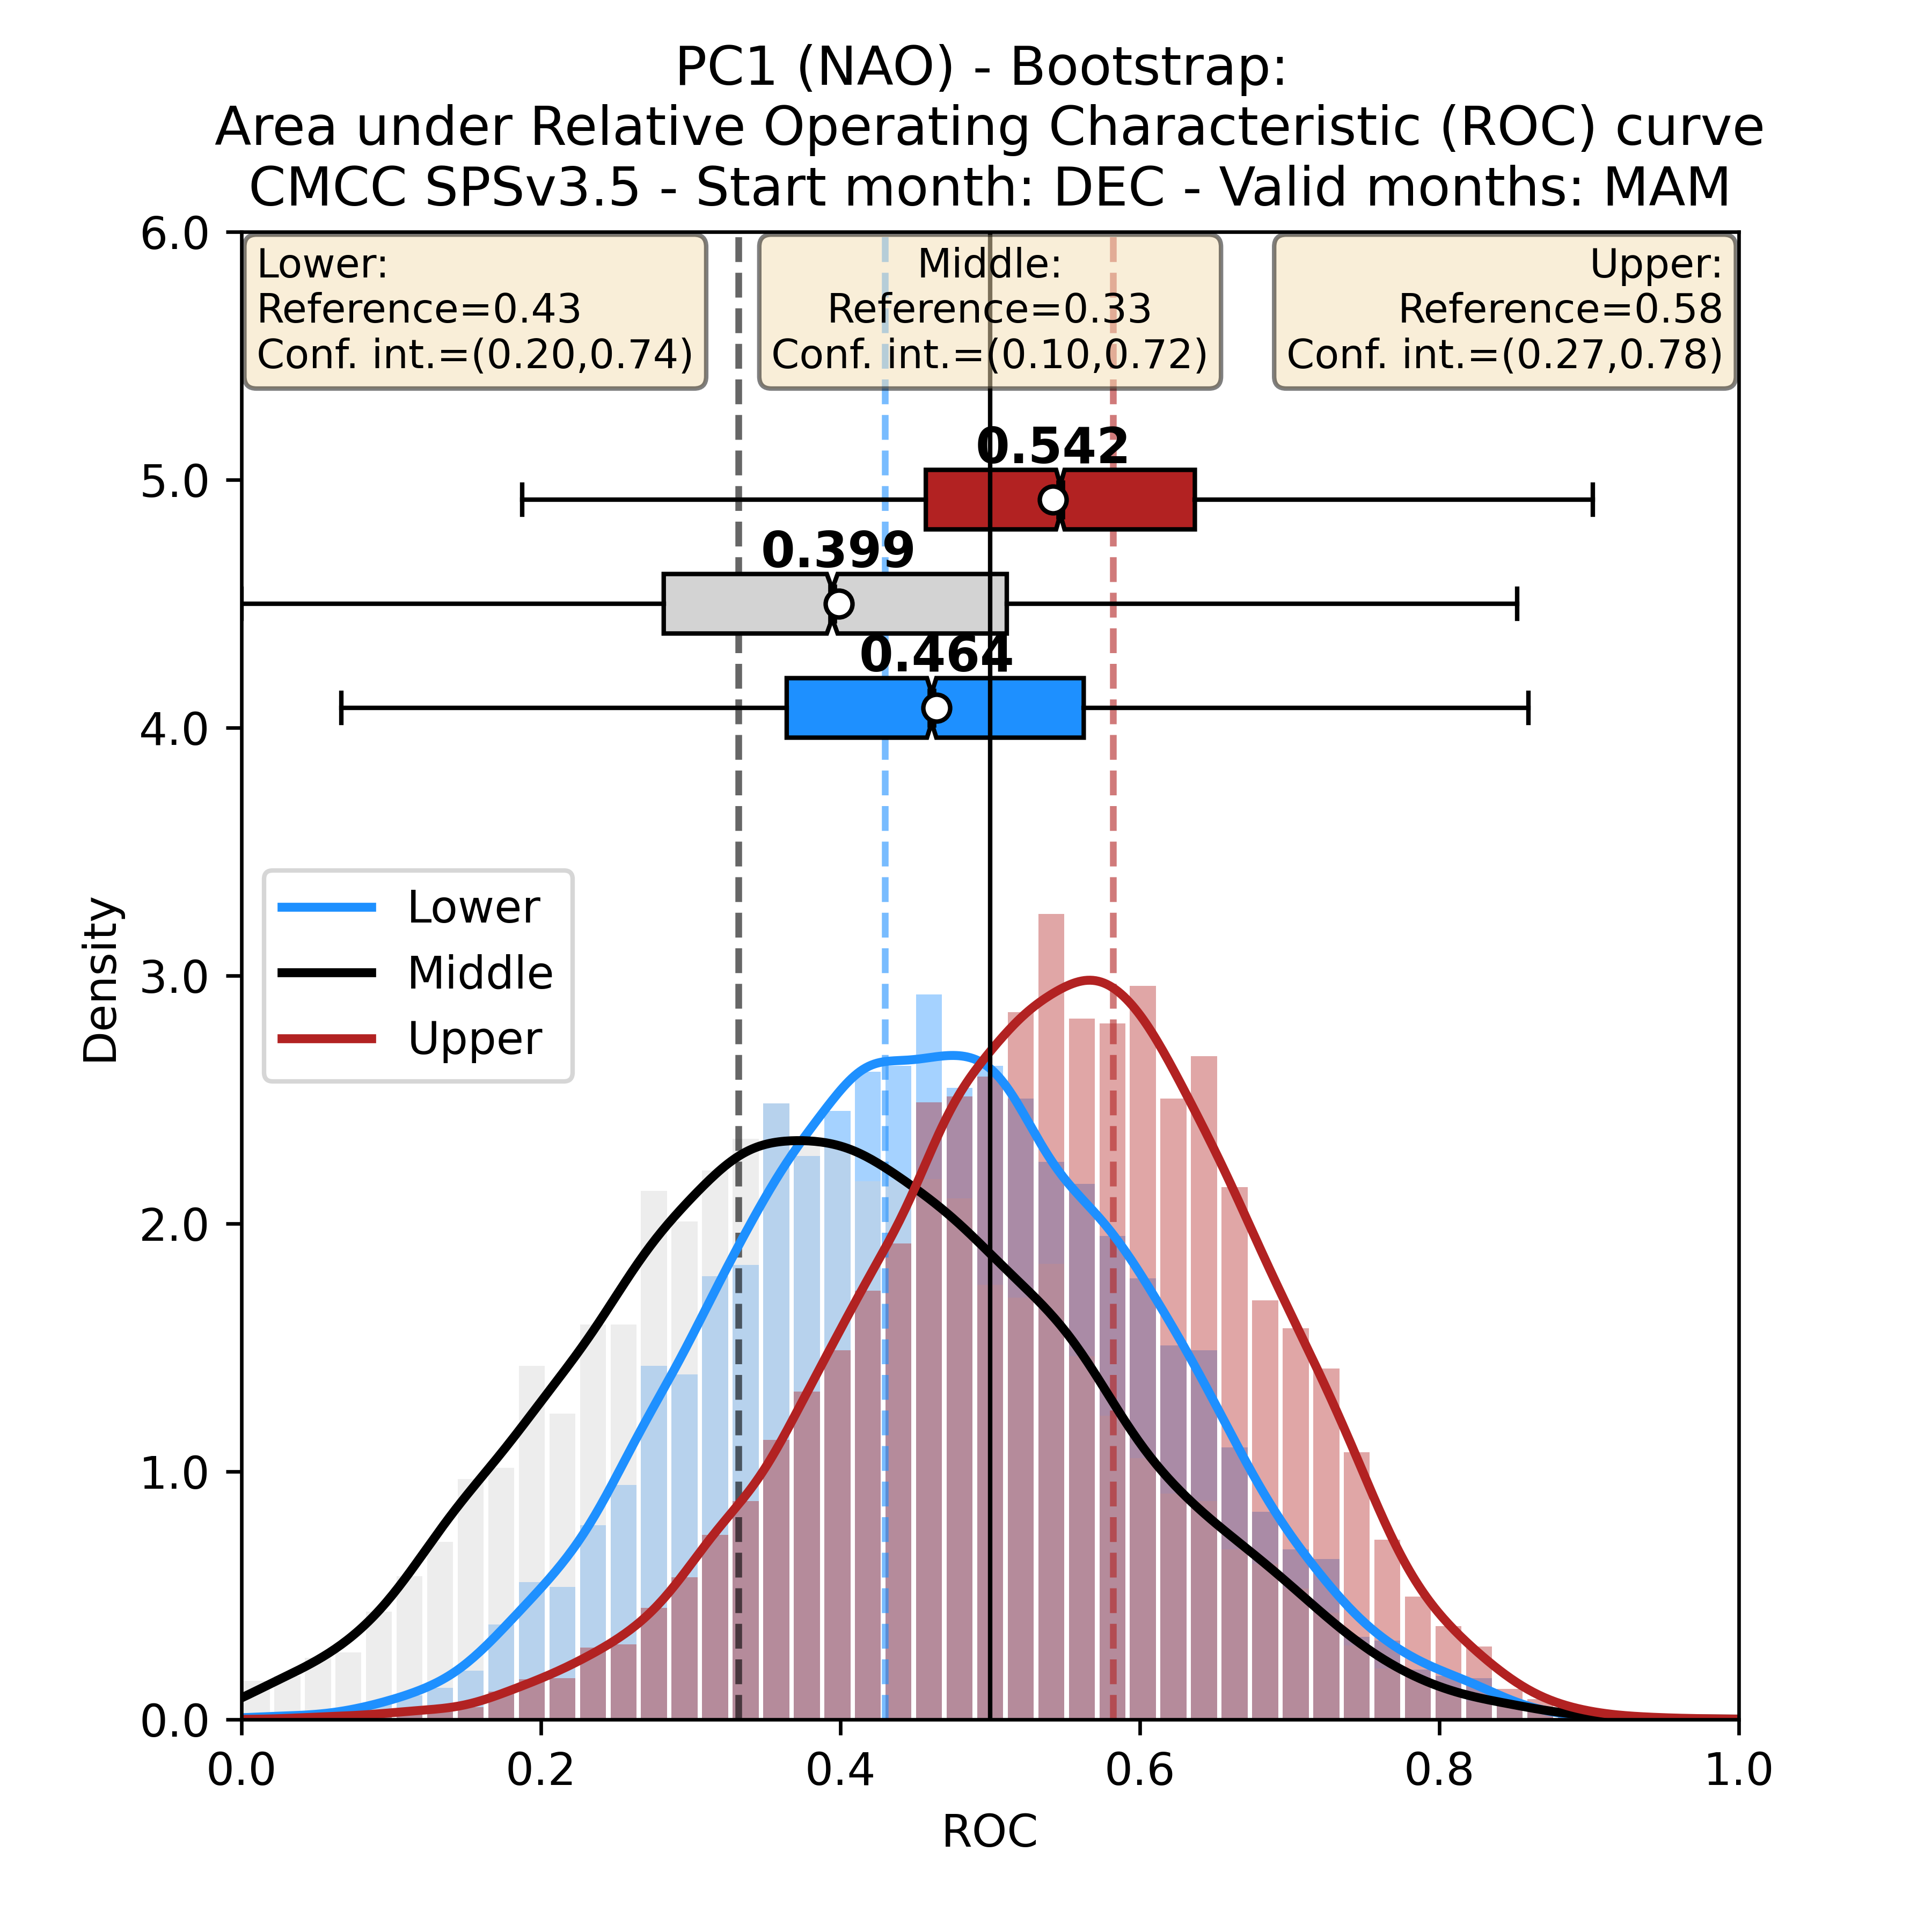 PC1 (NAO) - Bootstrap:
Area under Relative Operating Characteristic (ROC) curve
CMCC SPSv3.5 - Start month: DEC - Valid months: MAM
Lower:
Reference=0.43
Conf. int.=(0.20,0.74)
Middle:
Reference=0.33
Conf. int.=(0.10,0.72)
Upper:
Reference=0.58
Conf. int.=(0.27,0.78)
0.542
0.399
0.464
6.0
5.0
4.0
3.0
2.0
1.0
0.0
Density
Lower
Middle
Upper
0.0 0.2 0.4 0.6 0.8 1.0
ROC